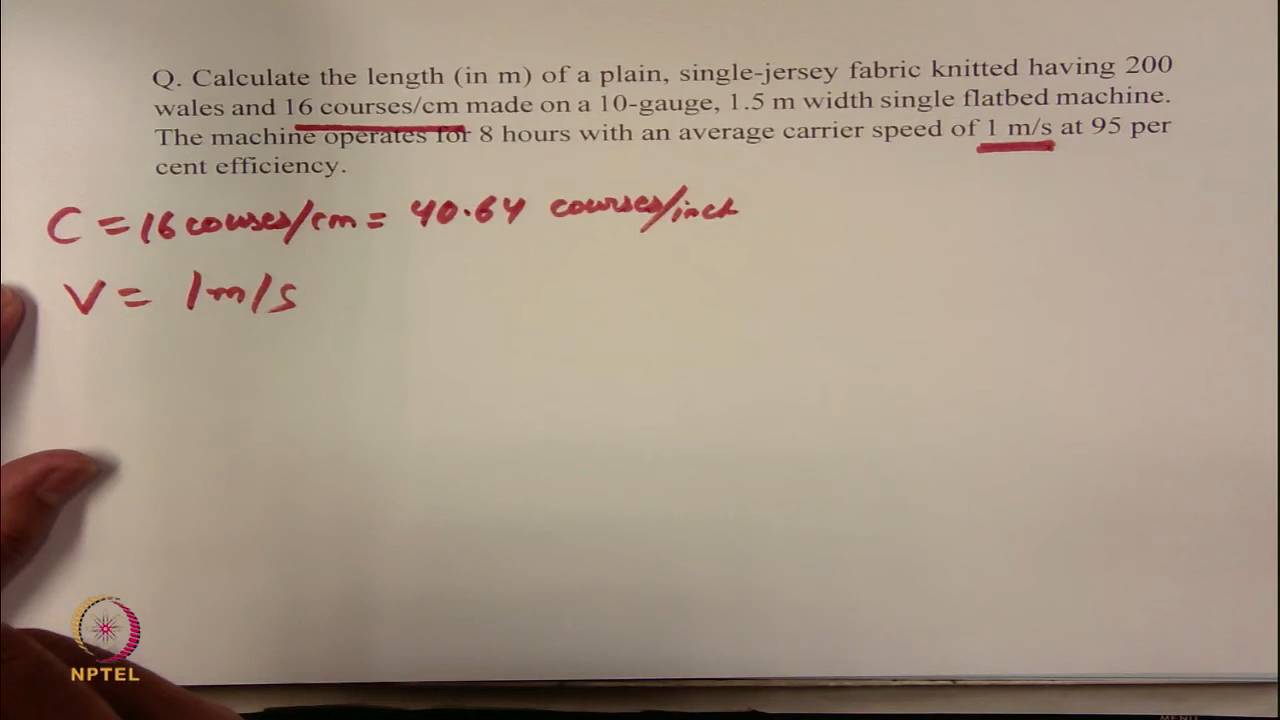 Q. Calculate the length (in m) of a plain, single-jersey fabric knitted having 200
wales and 16 courses/cm made on a 10-gauge, 1.5 m width single flatbed machine.
The machine operates for 8 hours with an average carrier speed of 1 m/s at 95 per
cent efficiency.
C = 16 courses/cm = 40.64 courses/inch
V = 1m/s
NPTEL